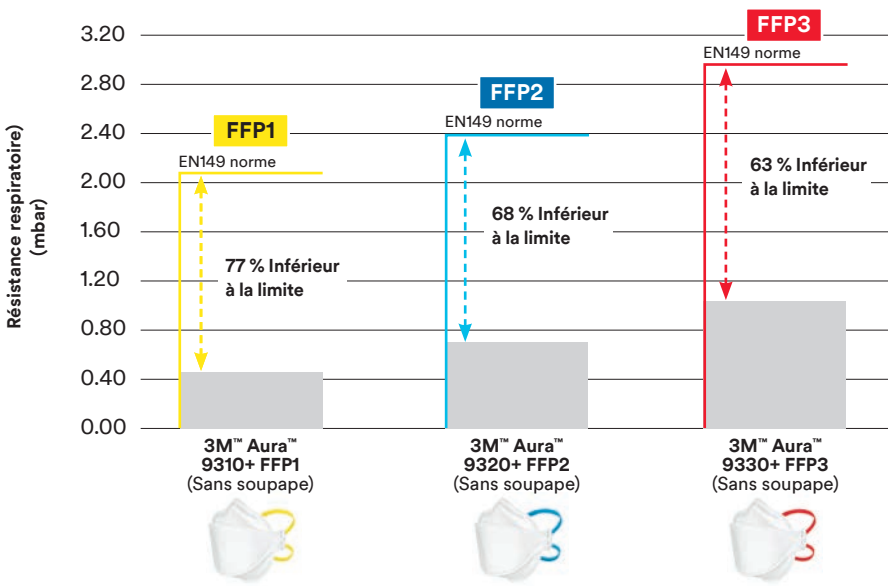 Résistance respiratoire)
(mbar)
3.20
2.80
2.40
2.00
1.60
1.20
0.80
0.40
0.00
FFP1
EN149 norme
77 % Inférieur
à la limite
FFP2
EN149 norme
68 % Inférieur
à la limite
FFP3
EN149 norme
63 % Inférieur
à la limite
3M™ Aura™
9310+ FFP1
(Sans soupape)
3M™ Aura™
9320+ FFP2
(Sans soupape)
3M™ Aura™
9330+ FFP3
(Sans soupape)